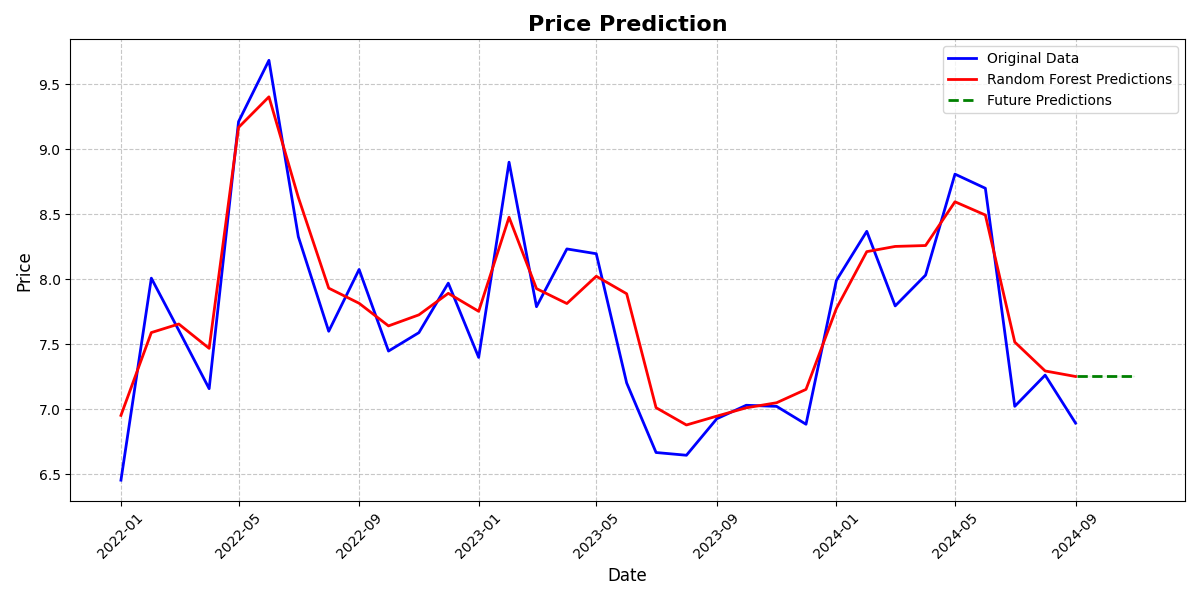 Price Prediction
Original Data
Random Forest Predictions
Future Predictions
Price
9.5
9.0
8.5
8.0
7.5
7.0
6.5
2022-01
2022-05
2022-09
2023-01
2023-05
2023-09
2024-01
2024-05
2024-09
Date